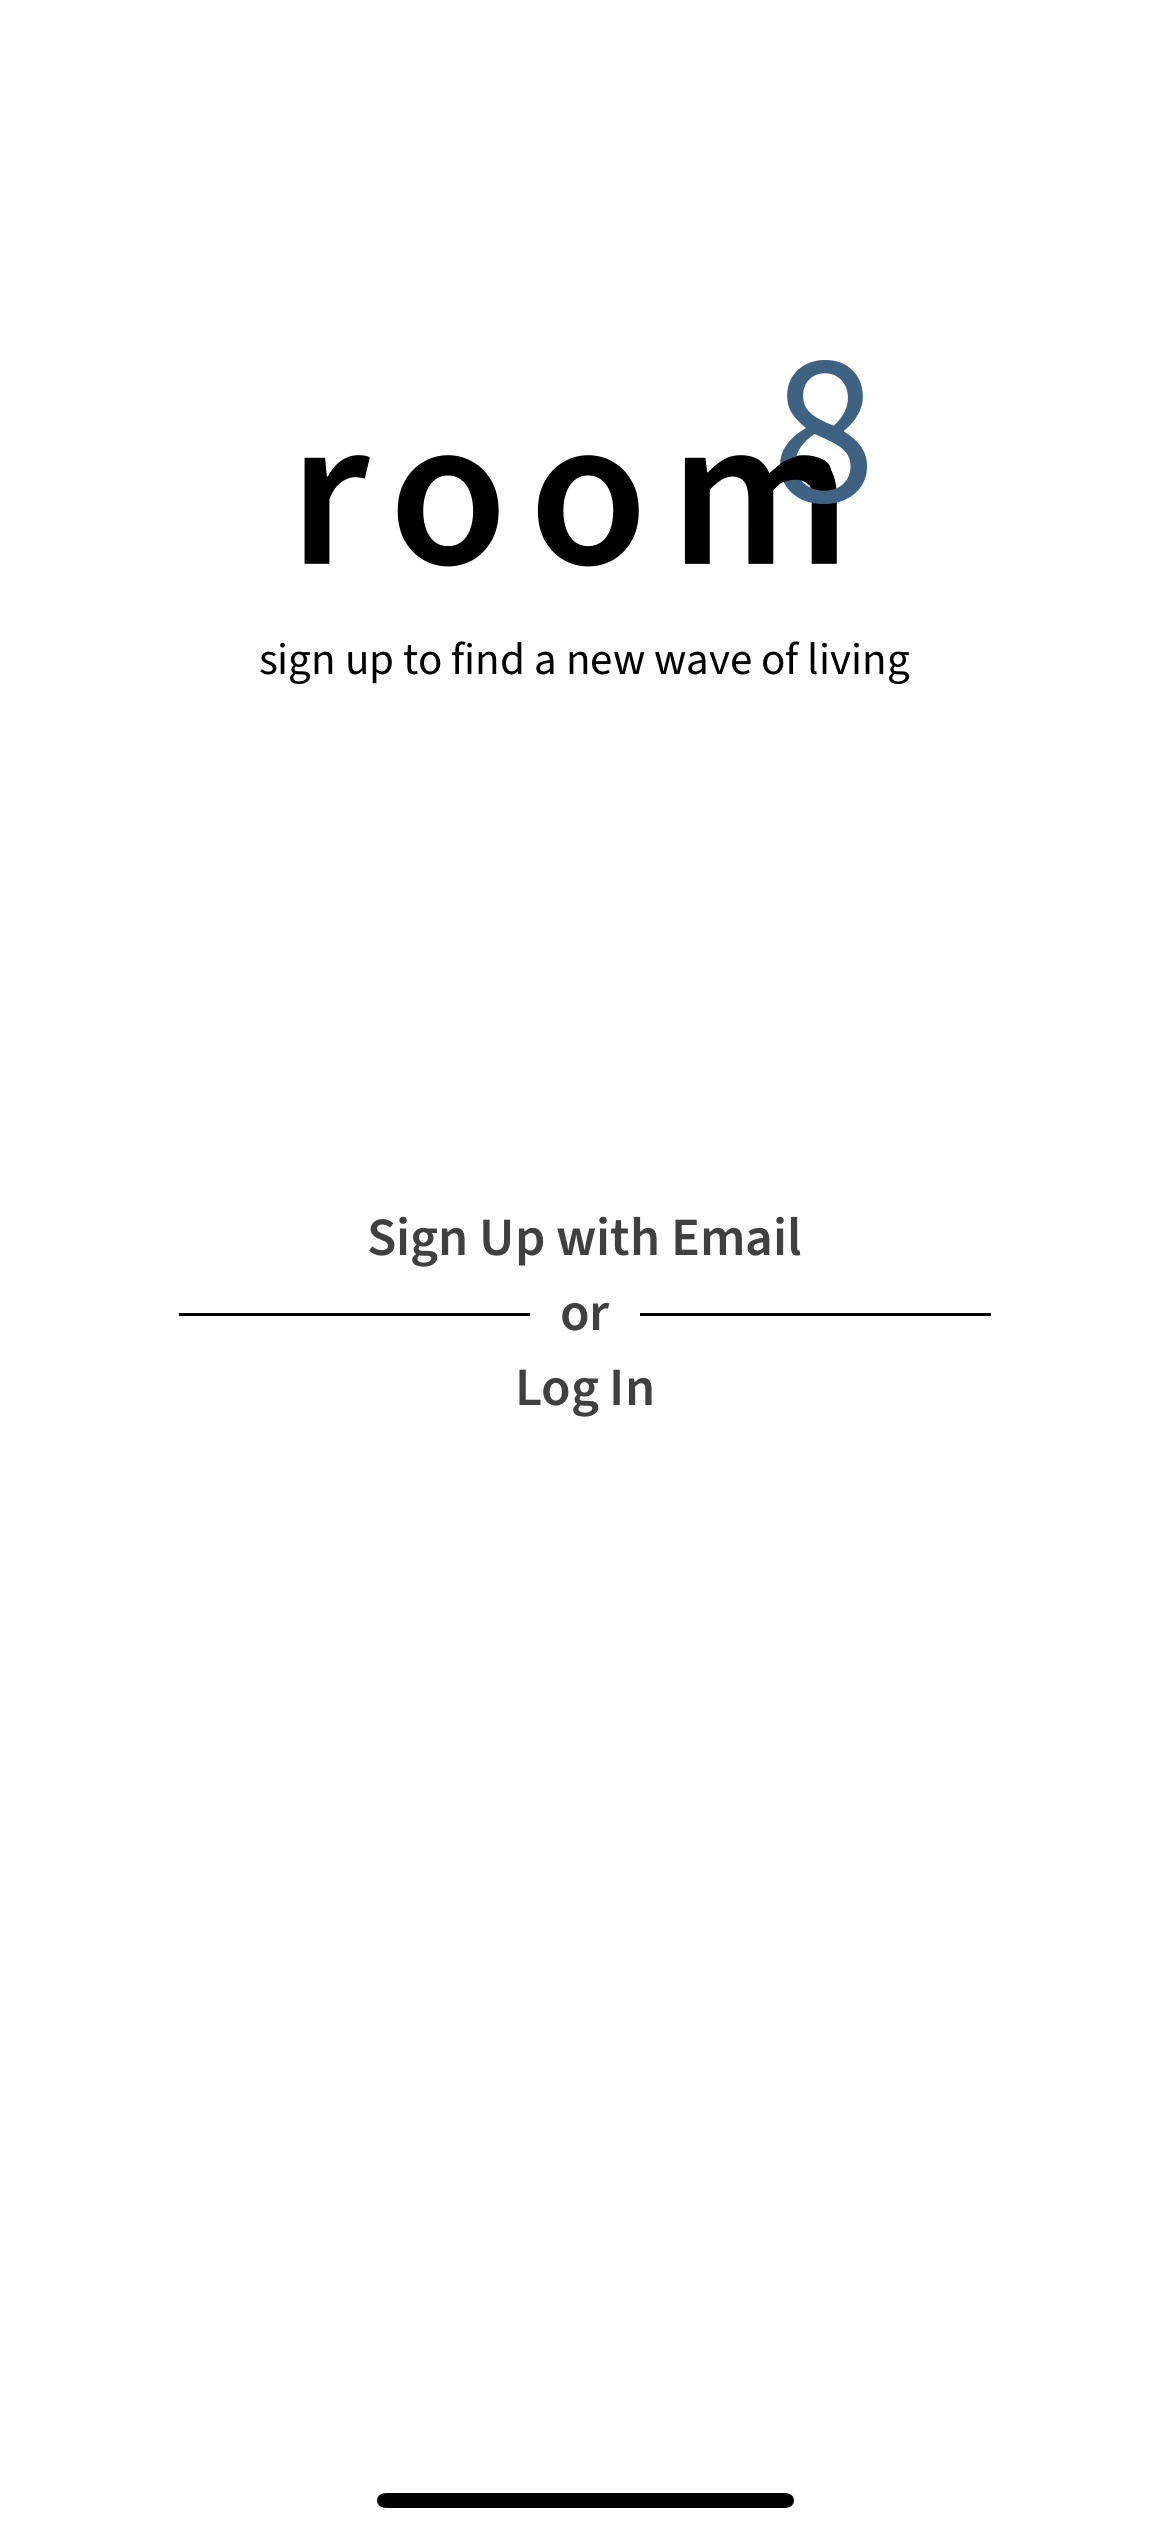 room8
sign up to find a new wave of living
Sign Up with Email
or
Log In